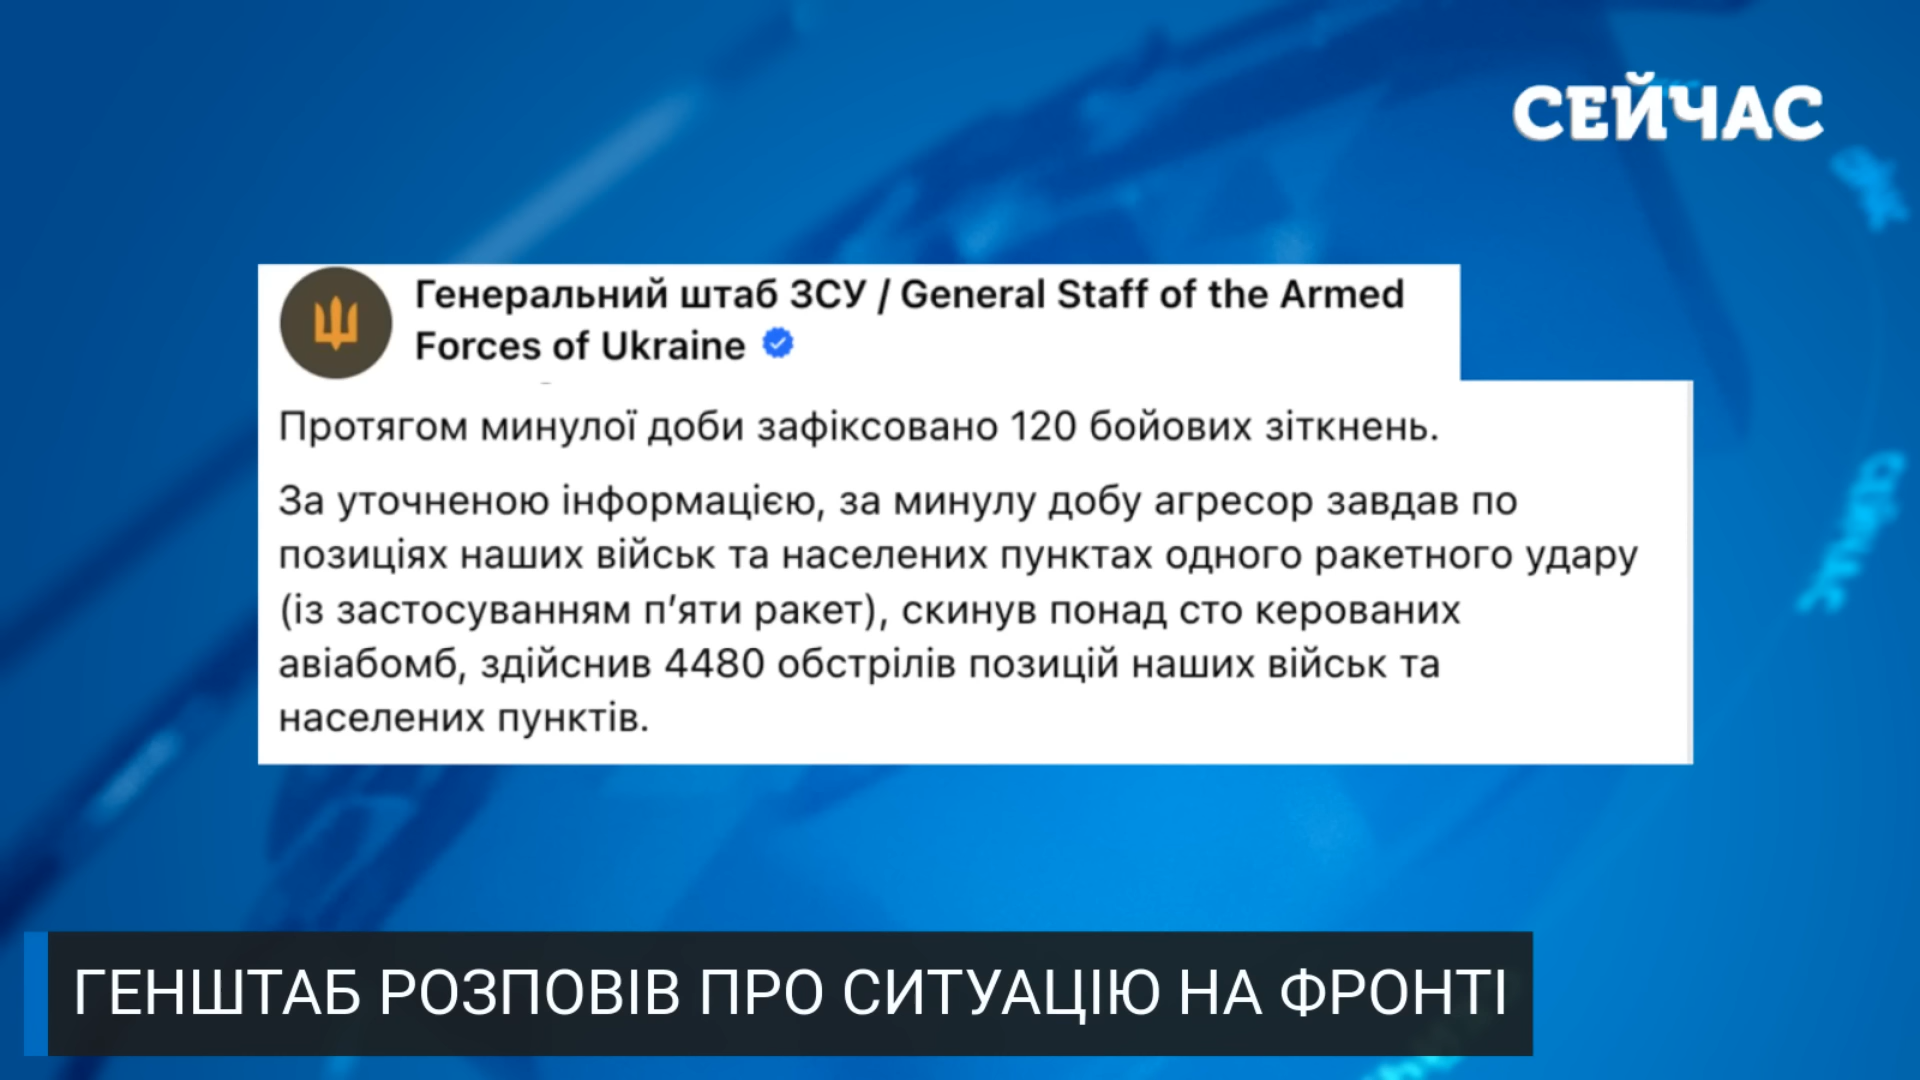 СЕЙЧАС
Генеральний штаб ЗСУ / General Staff of the Armed
Forces of Ukraine
Протягом минулої доби зафіксовано 120 бойових зіткнень.
За уточненою інформацією, за минулу добу агресор завдав по
позиціях наших військ та населених пунктах одного ракетного удару
(із застосуванням п’яти ракет), скинув понад сто керованих
авіабомб, здійснив 4480 обстрілів позицій наших військ та
населених пунктів.
ГЕНШТАБ РОЗПОВІВ ПРО СИТУАЦІЮ НА ФРОНТІ